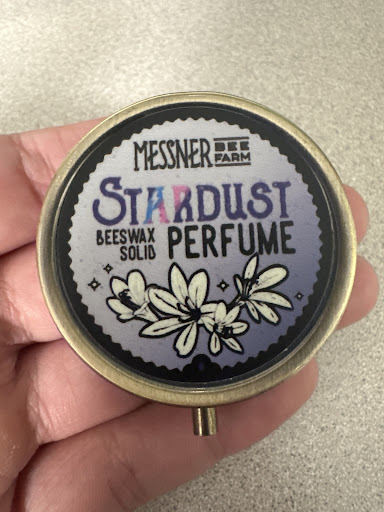 MESSNER BEE FARM
STARDUST
BEESWAX SOLID PERFUME